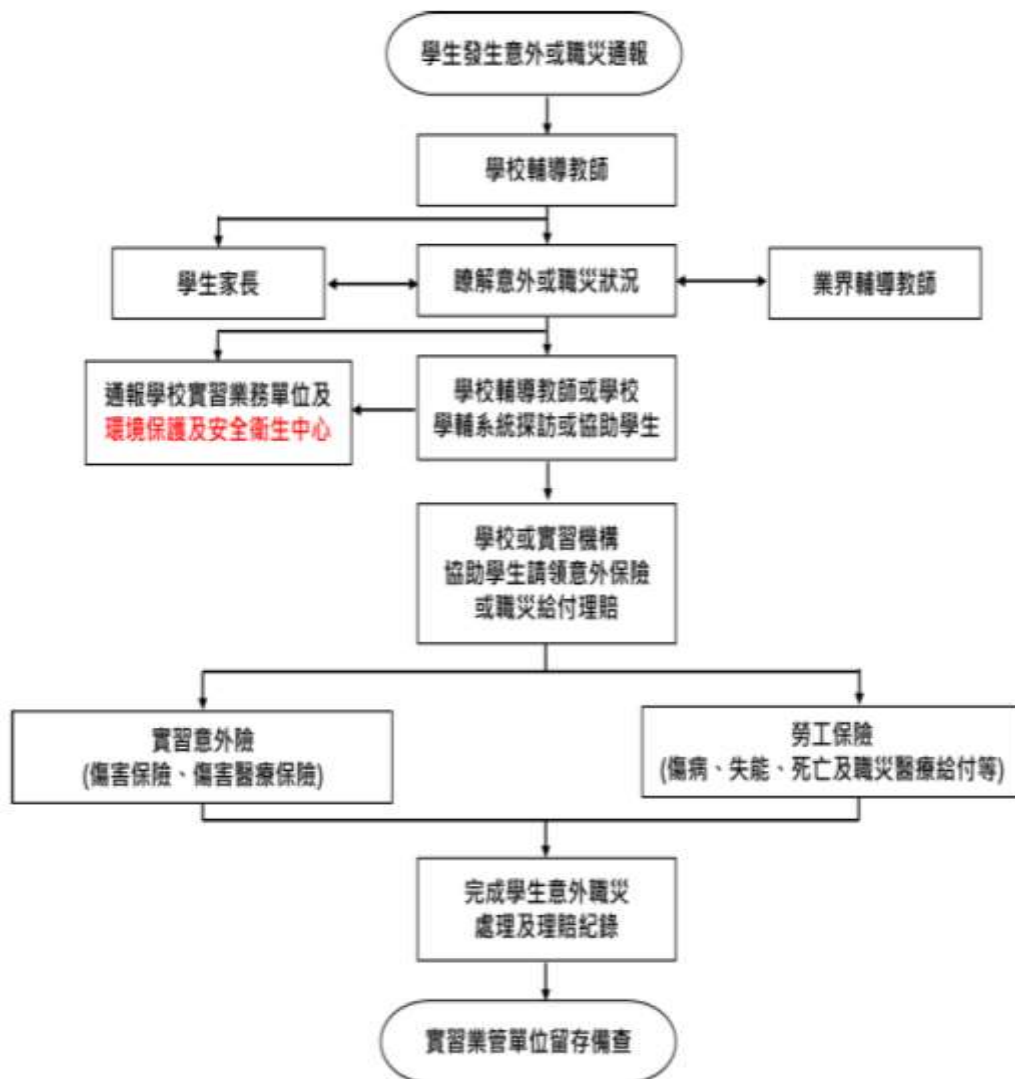 學生發生意外或職災通報
學校輔導教師
學生家長
瞭解意外或職災狀況
業界輔導教師
通報學校實習業務單位及
環境保護及安全衛生中心
學校輔導教師或學校
學輔系統探訪或協助學生
學校或實習機構
協助學生請領意外保險
或職災給付理賠
實習意外險
(傷害保險、傷害醫療保險)
勞工保險
(傷病、失能、死亡及職災醫療給付等)
完成學生意外職災
處理及理賠紀錄
實習業管單位留存備查